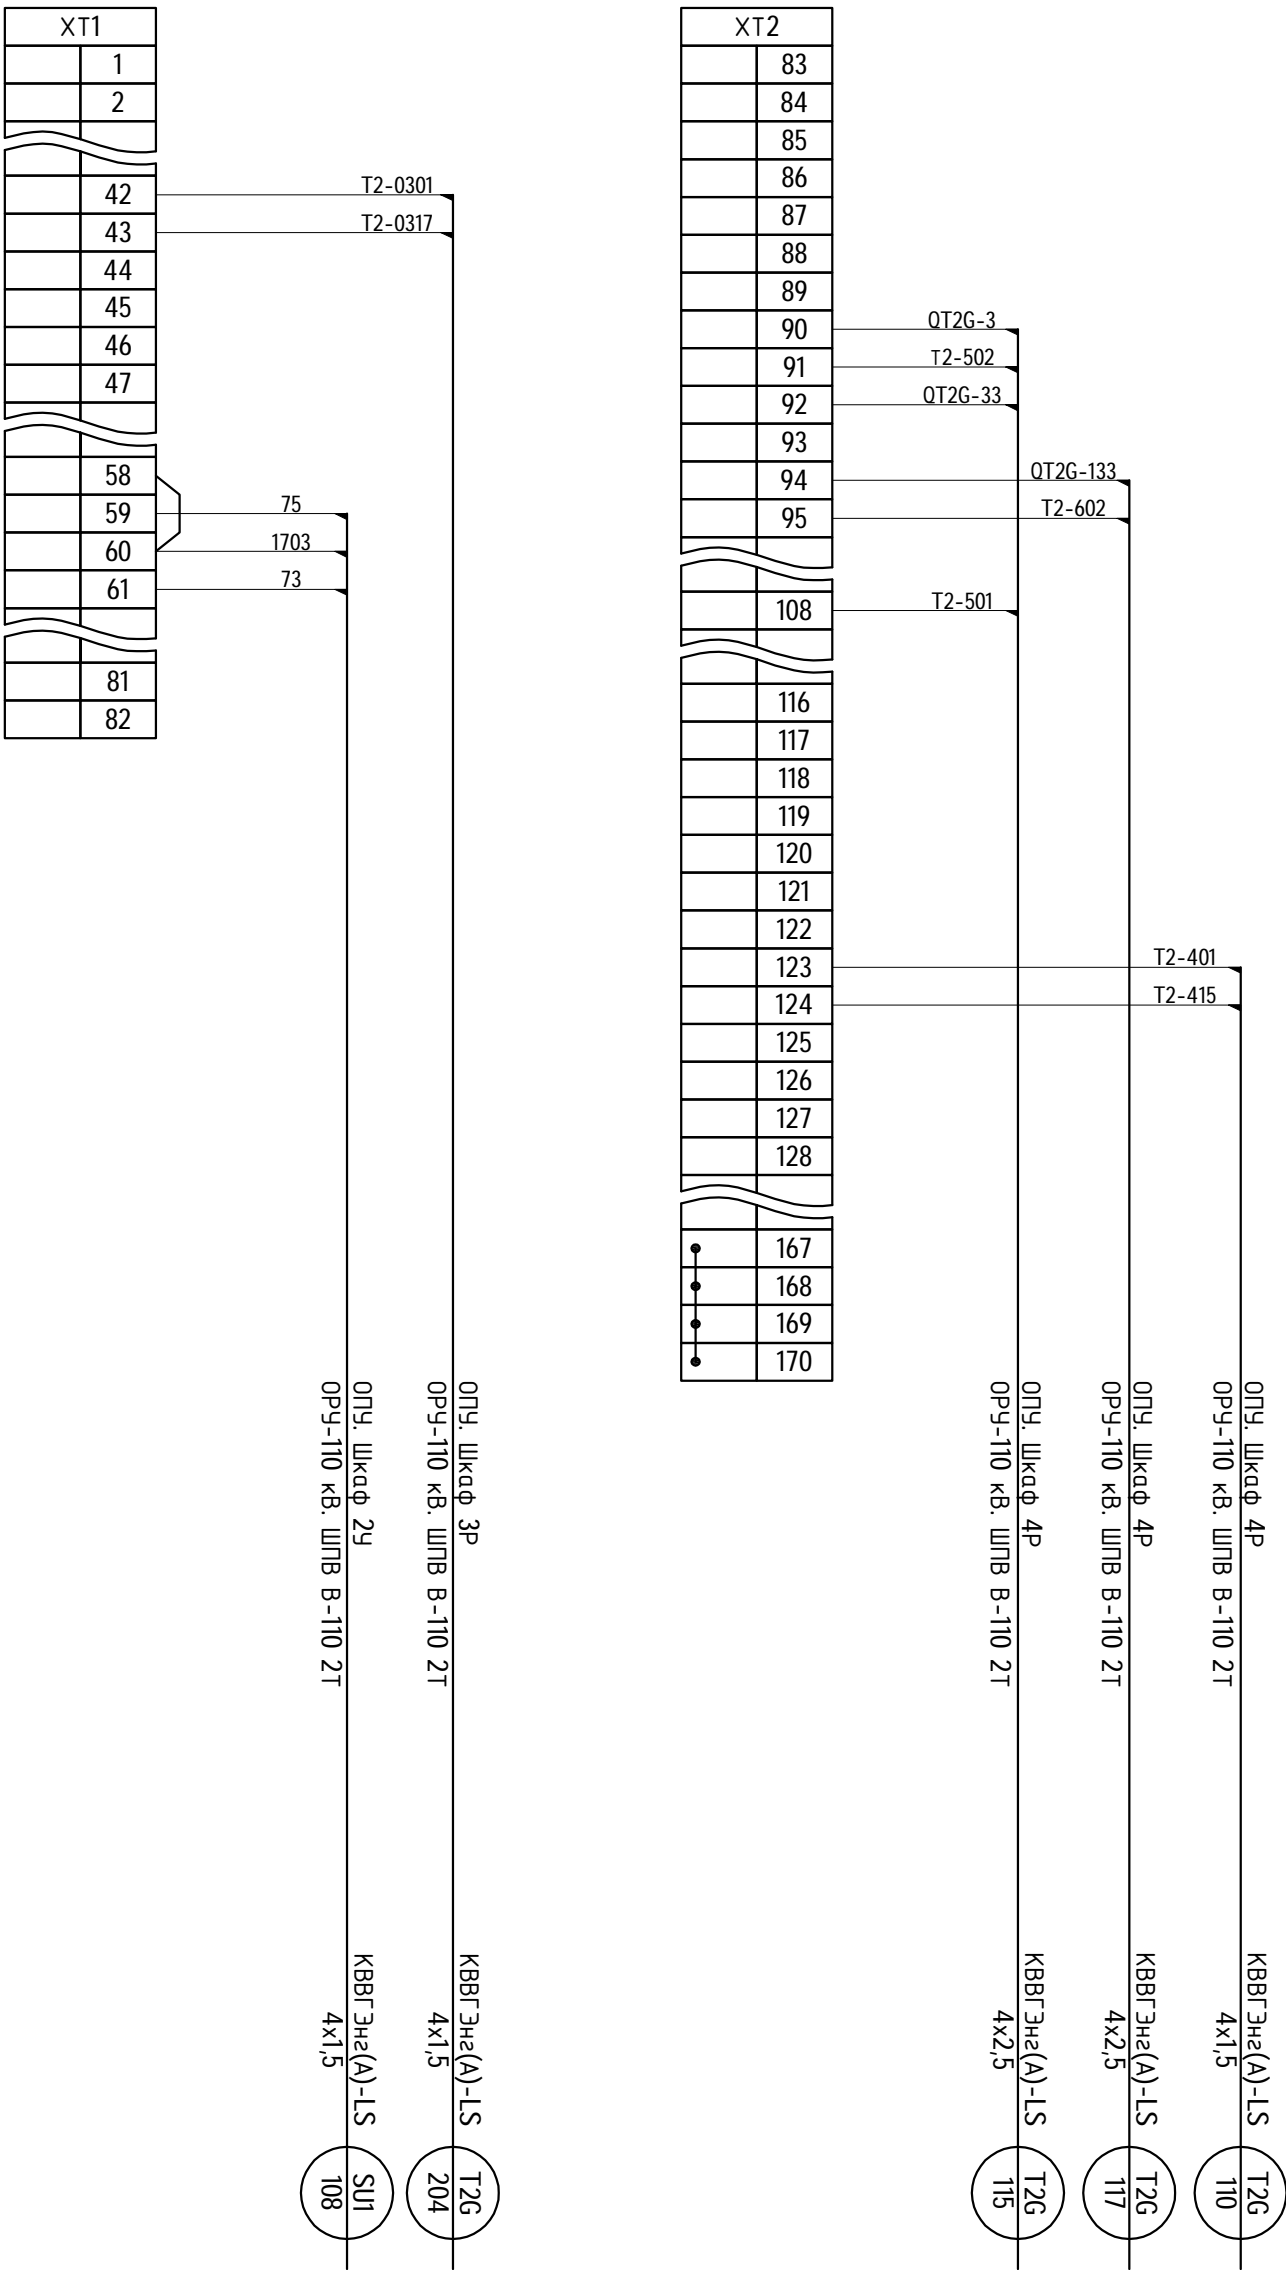 XT1
1
2
42
T2-0301
43
T2-0317
44
45
46
47
58
59
75
60
1703
61
73
81
82
XT2
83
84
85
86
87
88
89
90
QT2G-3
91
T2-502
92
QT2G-33
93
94
QT2G-133
95
T2-602
108
T2-501
116
117
118
119
120
121
122
123
T2-401
124
T2-415
125
126
127
128
167
168
169
170
ОПУ. Шкаф 2У
ОРУ-110 кВ. ШПВ В-110 2Т
КВВГЭнг(А)-LS
4x1,5
SU1
108
ОПУ. Шкаф 3Р
ОРУ-110 кВ. ШПВ В-110 2Т
КВВГЭнг(А)-LS
4x1,5
T2G
204
ОПУ. Шкаф 4Р
ОРУ-110 кВ. ШПВ В-110 2Т
КВВГЭнг(А)-LS
4x2,5
T2G
115
ОПУ. Шкаф 4Р
ОРУ-110 кВ. ШПВ В-110 2Т
КВВГЭнг(А)-LS
4x2,5
T2G
117
ОПУ. Шкаф 4Р
ОРУ-110 кВ. ШПВ В-110 2Т
КВВГЭнг(А)-LS
4x1,5
T2G
110